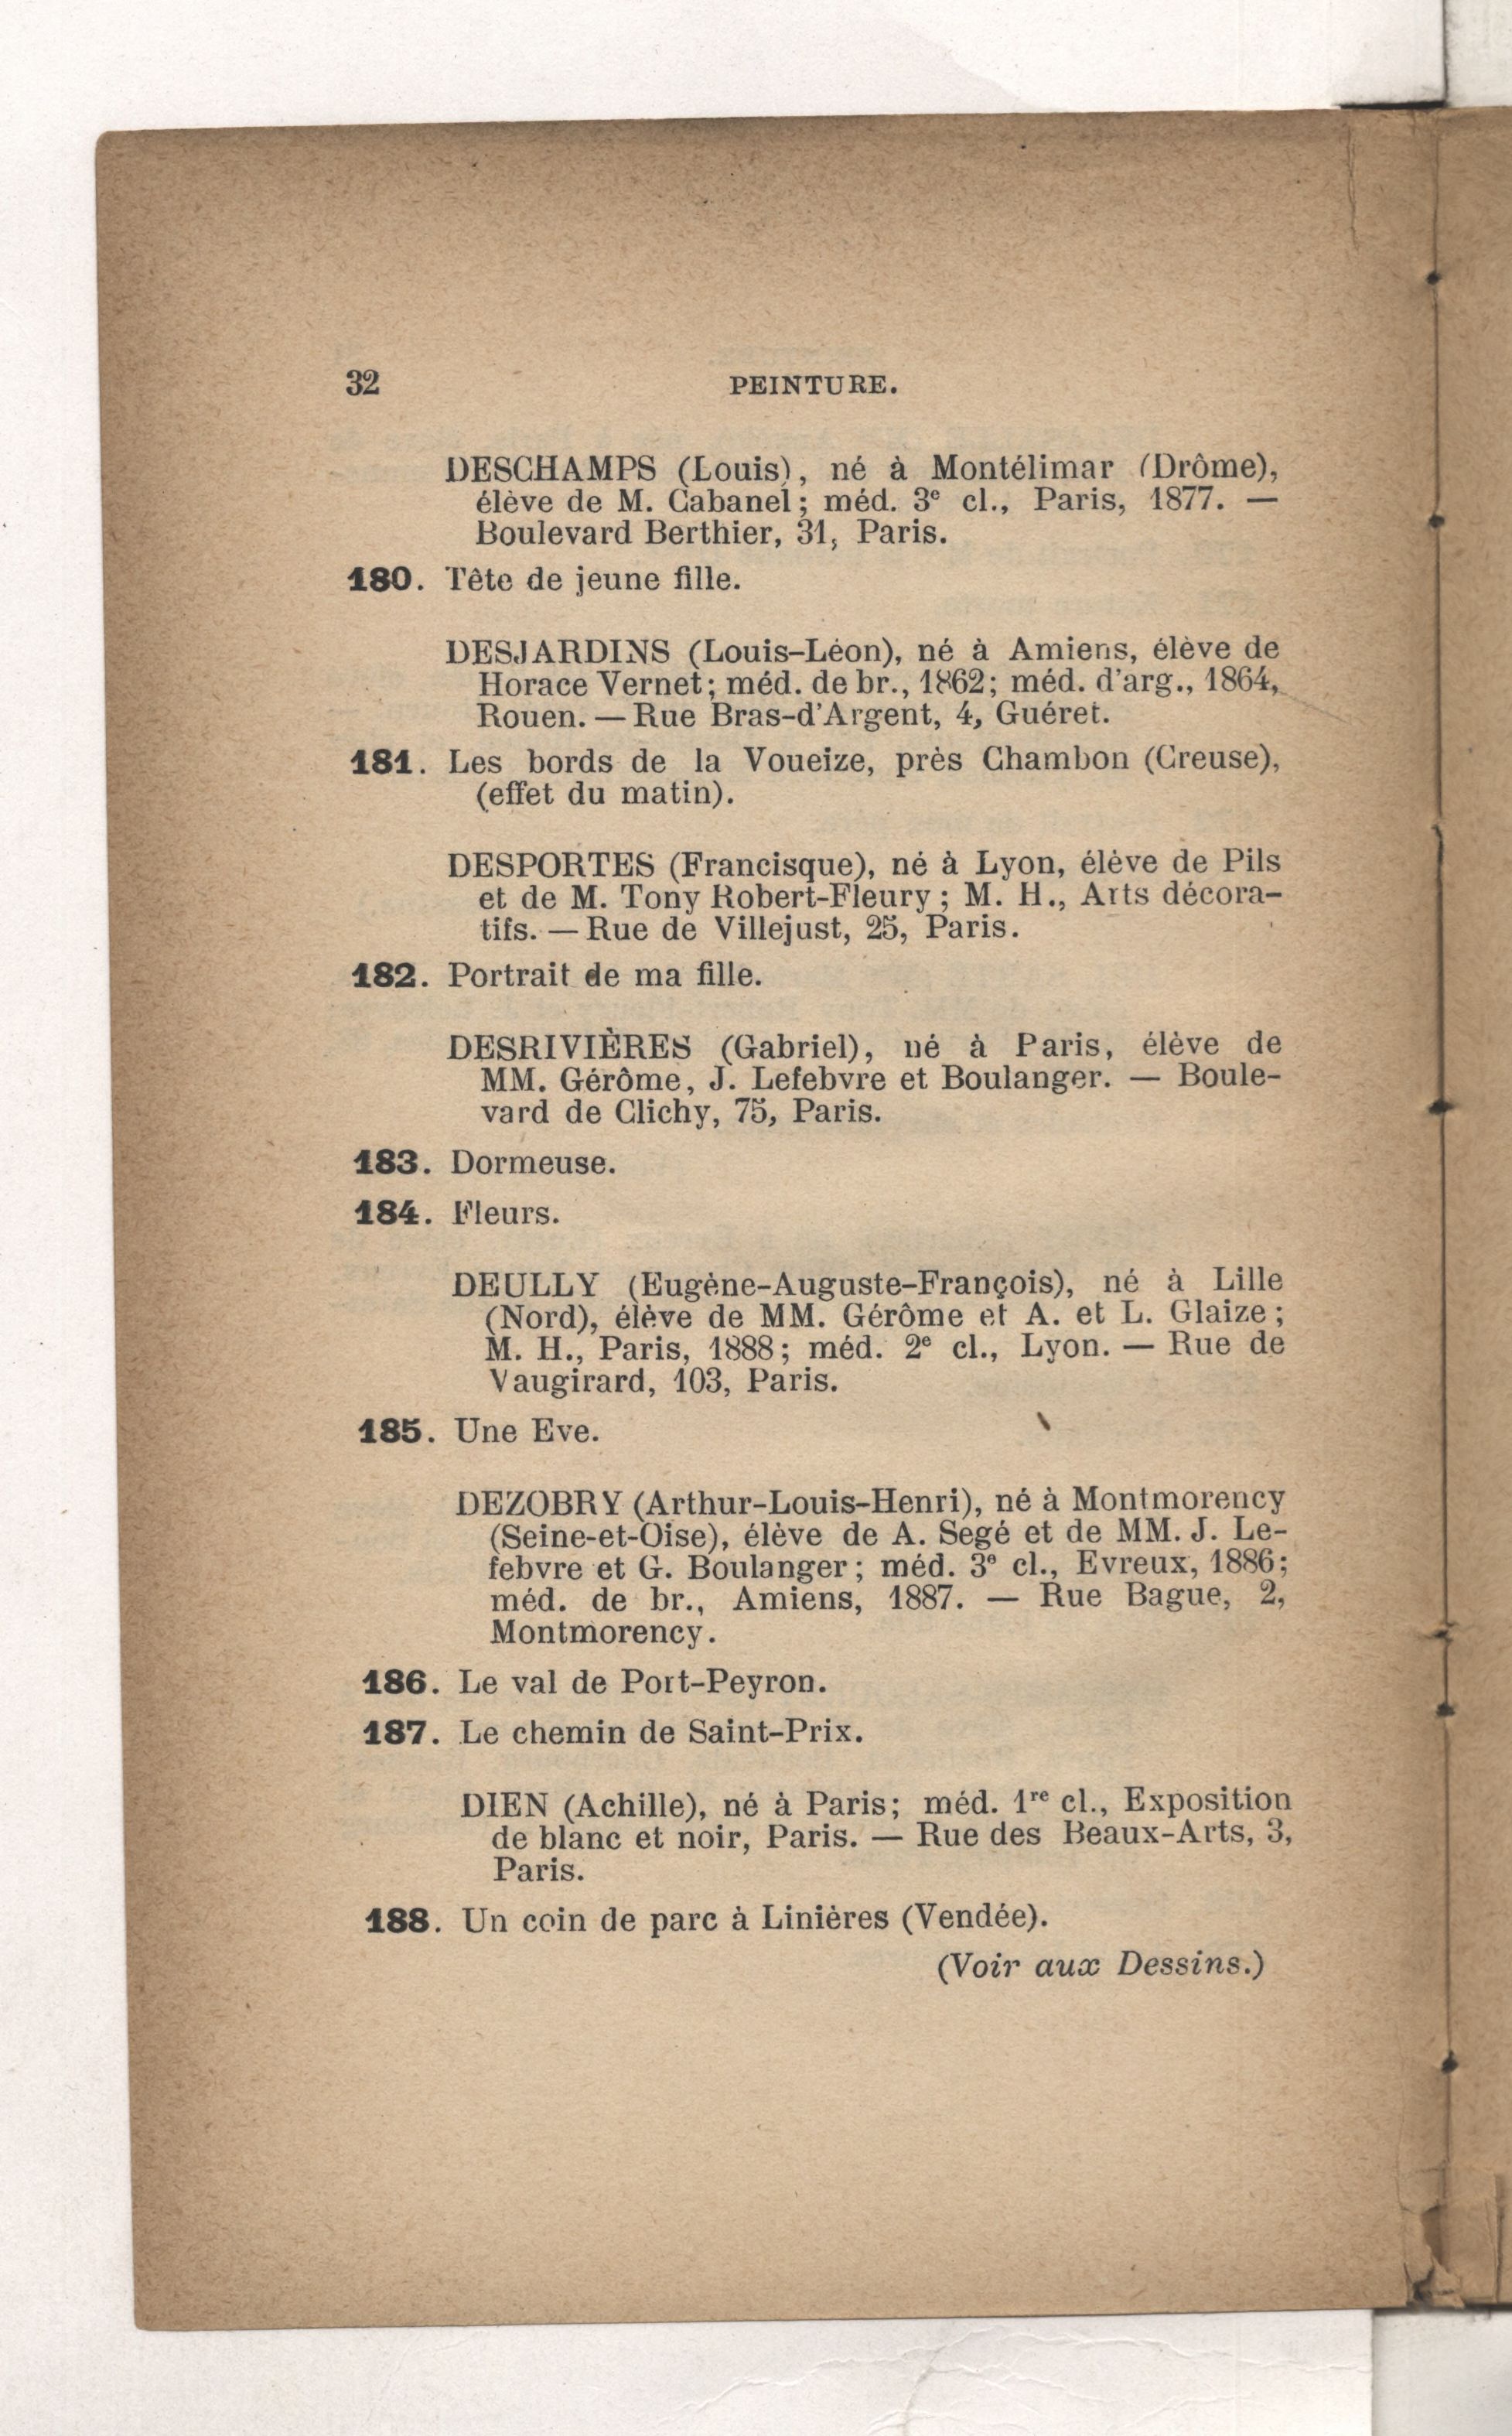 32
PEINTURE.
DESCHAMPS (Louis), né à Montélimar (Drôme),
élève de M. Cabanel; méd. 3e cl., Paris, 1877. —
Boulevard Berthier, 31, Paris.
180. Tête de jeune fille.
DESJARDINS (Louis-Léon), né à Amiens, élève de
Horace Vernet; méd. de br., 1862; méd. d'arg., 1864,
Rouen. — Rue Bras-d'Argent, 4, Guéret.
181. Les bords de la Voueize, près Chambon (Creuse),
(effet du matin).
DESPORTES (Francisque), né à Lyon, élève de Pils
et de M. Tony Robert-Fleury; M. H., Arts décora-
tifs. — Rue de Villejust, 25, Paris.
182. Portrait de ma fille.
DESRIVIÈRES (Gabriel), né à Paris, élève de
MM. Gérôme, J. Lefebvre et Boulanger. — Boule-
vard de Clichy, 75, Paris.
183. Dormeuse.
184. Fleurs.
DEULLY (Eugène-Auguste-François), né à Lille
(Nord), élève de MM. Gérôme et A. et L. Glaize;
M. H., Paris, 1888; méd. 2e cl., Lyon. — Rue de
Vaugirard, 103, Paris.
185. Une Eve.
DEZOBRY (Arthur-Louis-Henri), né à Montmorency
(Seine-et-Oise), élève de A. Segé et de MM. J. Le-
febvre et G. Boulanger; méd. 3e cl., Evreux, 1886;
méd. de br., Amiens, 1887. — Rue Bague, 2,
Montmorency.
186. Le val de Port-Peyron.
187. Le chemin de Saint-Prix.
DIEN (Achille), né à Paris; méd. 1re cl., Exposition
de blanc et noir, Paris. — Rue des Beaux-Arts, 3,
Paris.
188. Un coin de parc à Linières (Vendée).
(Voir aux Dessins.)